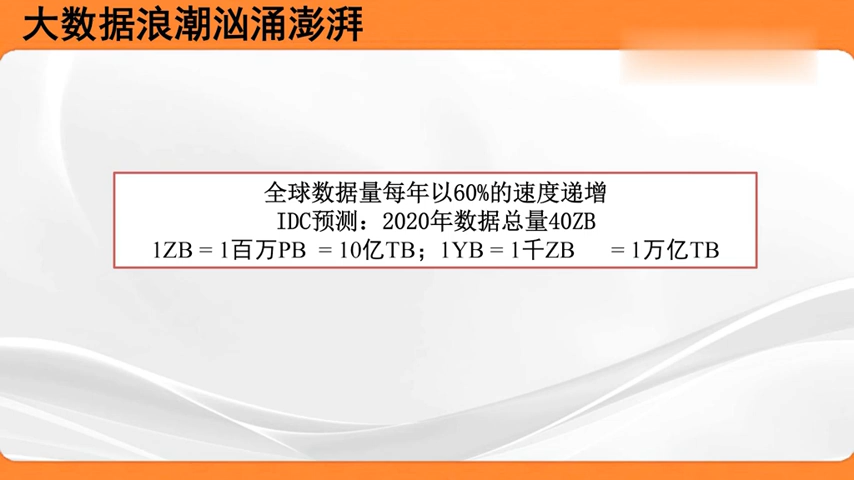 大数据浪潮汹涌澎湃
全球数据量每年以60%的速度递增
IDC预测：2020年数据总量40ZB
1ZB = 1百万PB = 10亿TB；1YB = 1千ZB = 1万亿TB